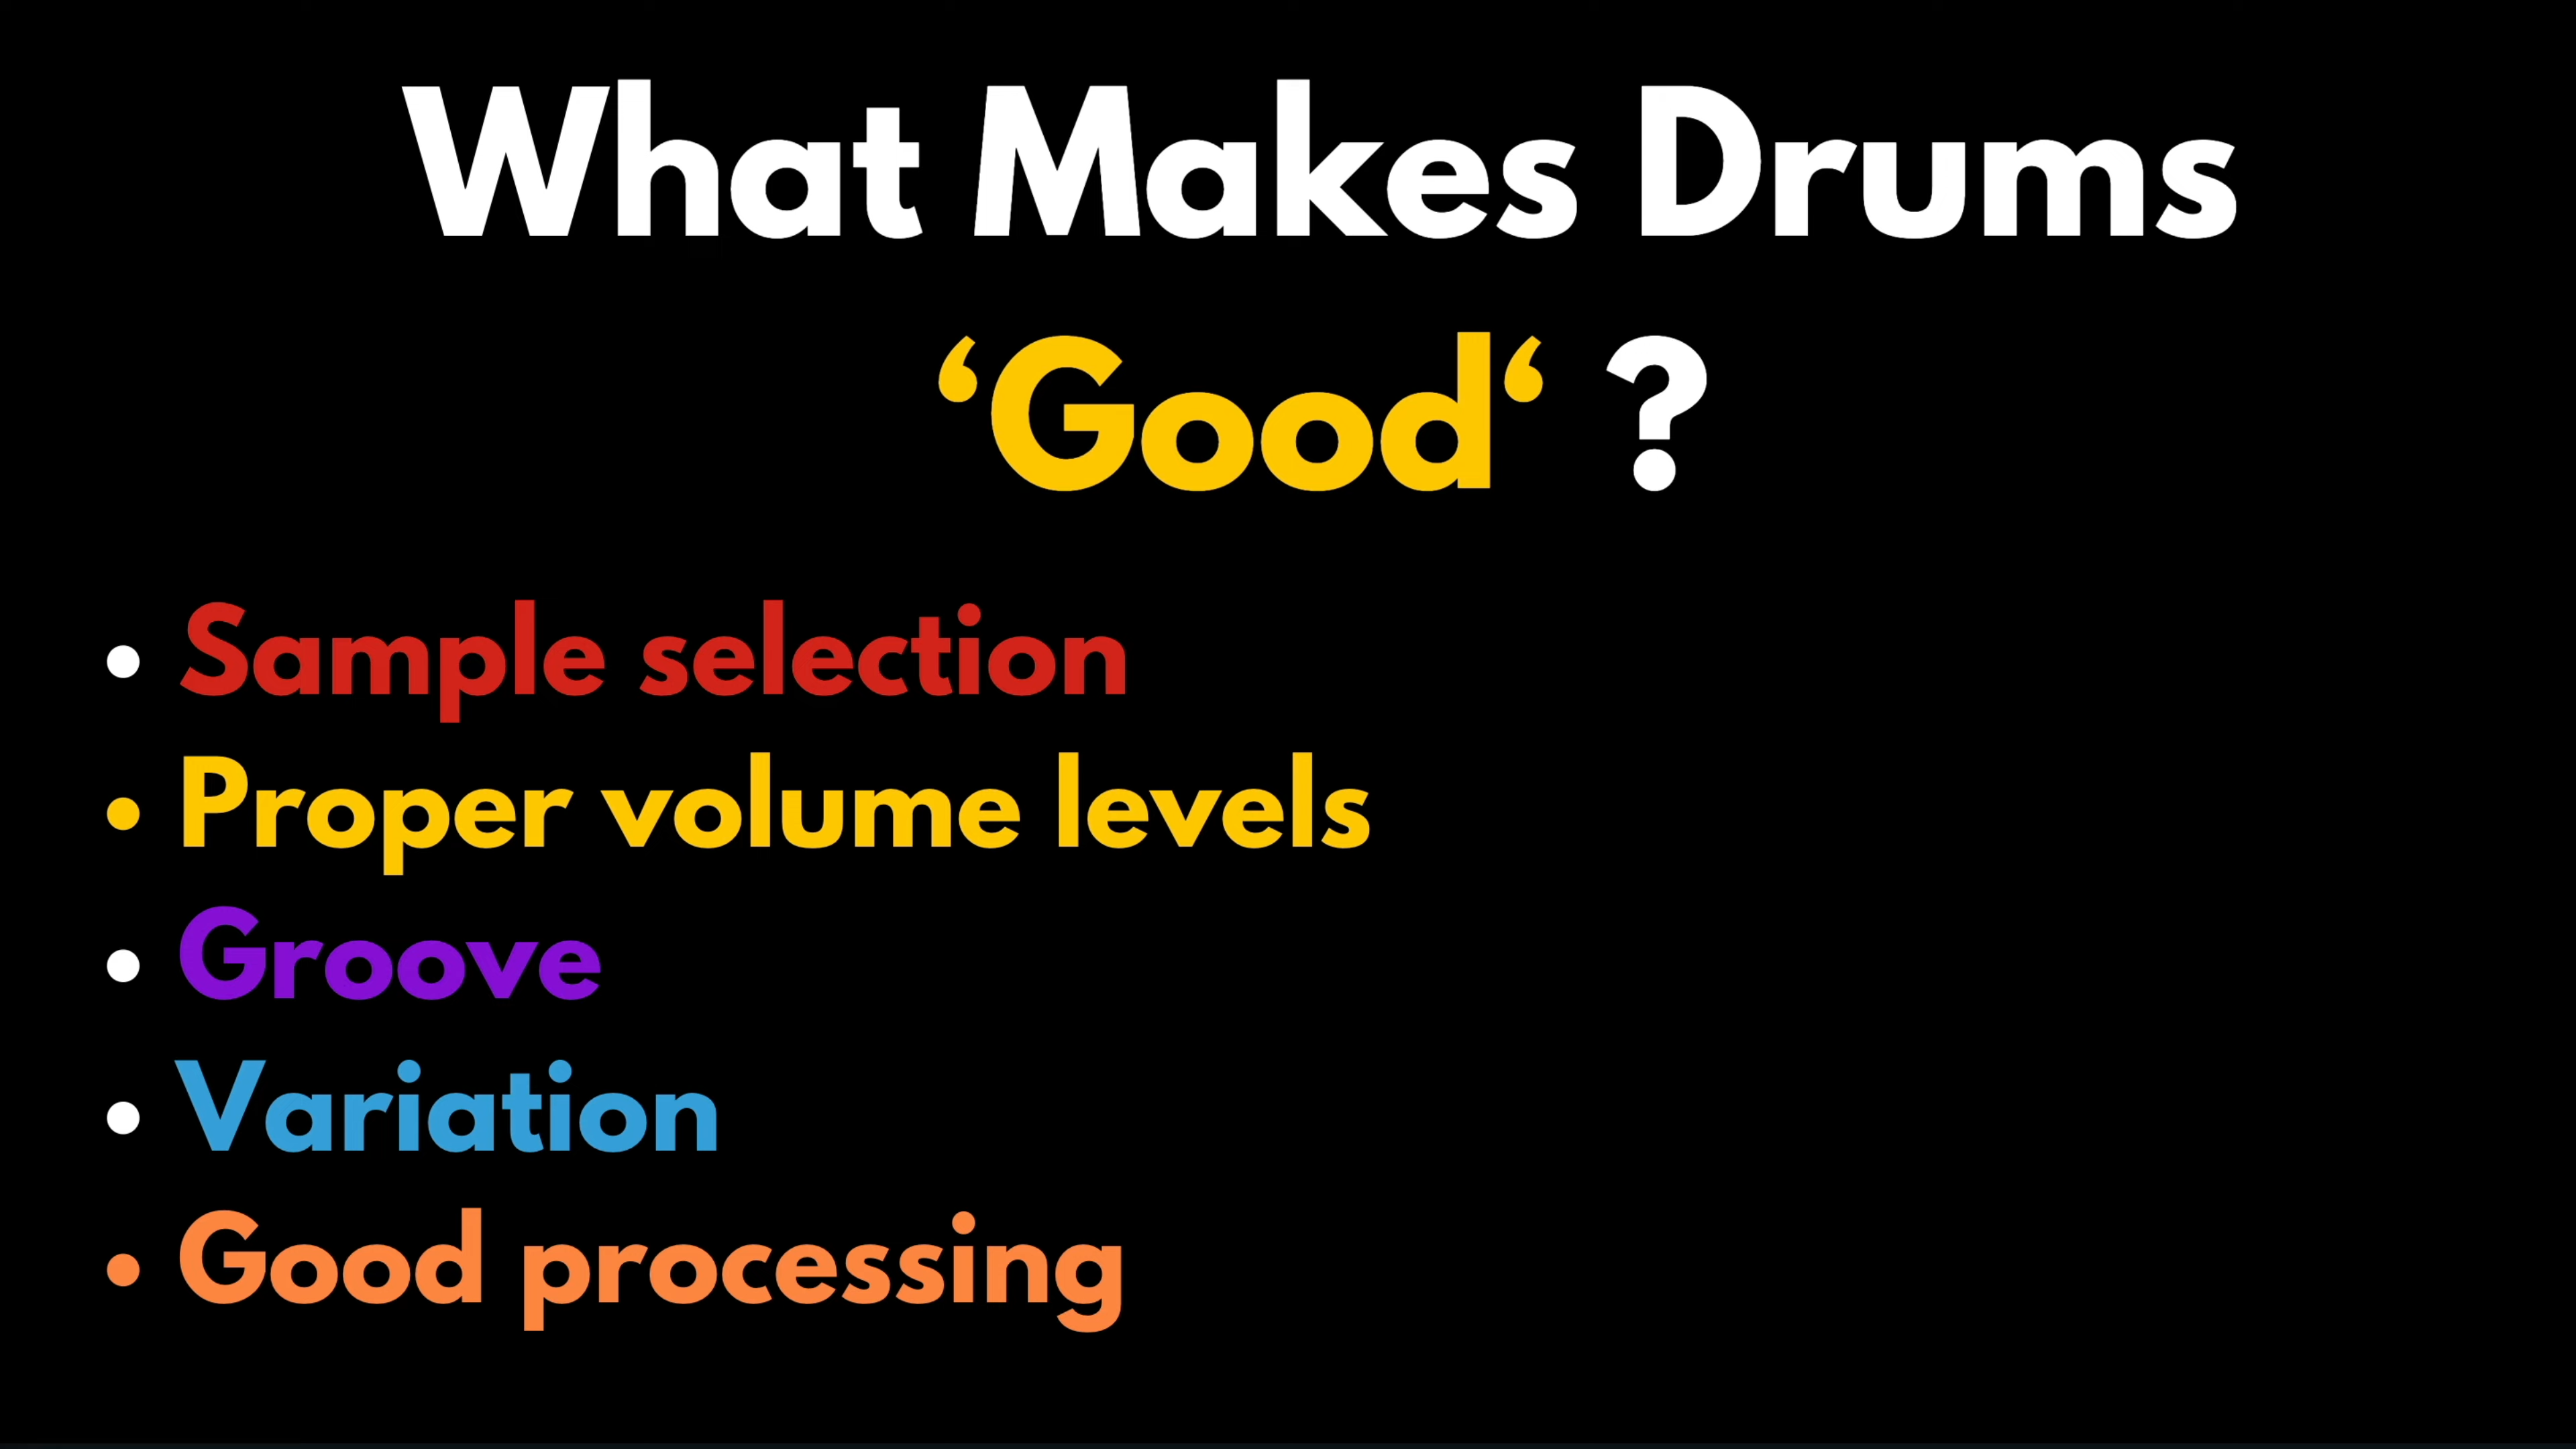 What Makes Drums
‘Good‘ ?
• Sample selection
• Proper volume levels
• Groove
• Variation
• Good processing